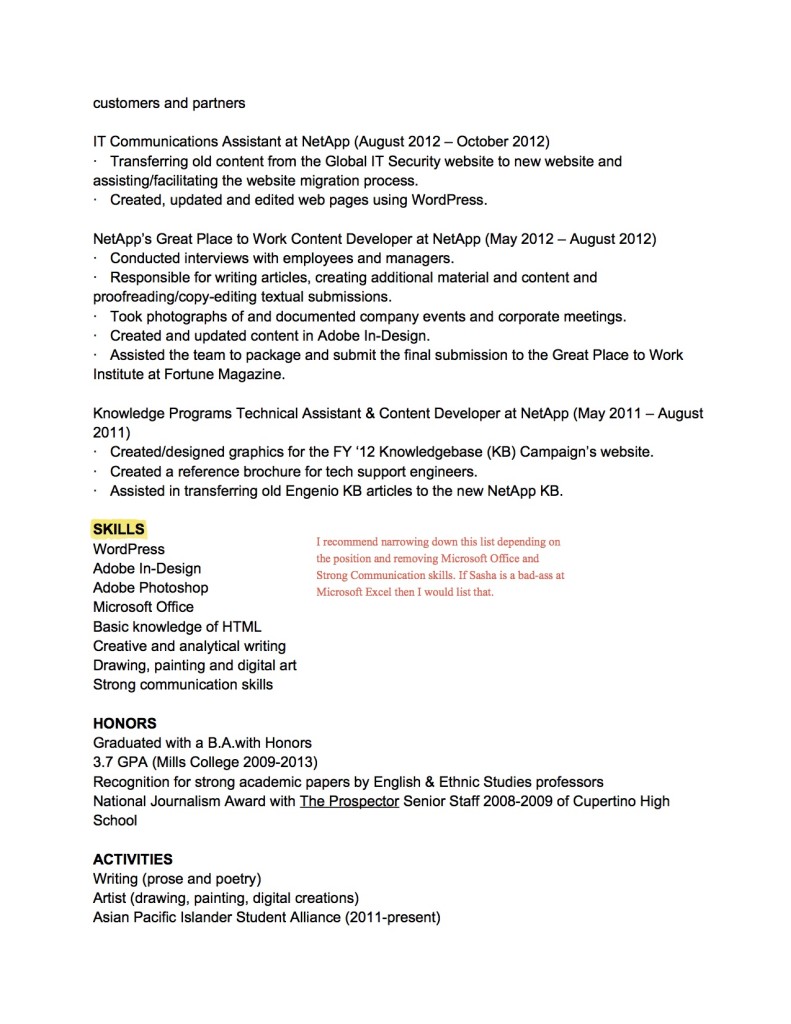 customers and partners
IT Communications Assistant at NetApp (August 2012 – October 2012)
· Transferring old content from the Global IT Security website to new website and
assisting/facilitating the website migration process.
· Created, updated and edited web pages using WordPress.
NetApp's Great Place to Work Content Developer at NetApp (May 2012 – August 2012)
· Conducted interviews with employees and managers.
· Responsible for writing articles, creating additional material and content and
proofreading/copy-editing textual submissions.
· Took photographs of and documented company events and corporate meetings.
· Created and updated content in Adobe In-Design.
· Assisted the team to package and submit the final submission to the Great Place to Work
Institute at Fortune Magazine.
Knowledge Programs Technical Assistant & Content Developer at NetApp (May 2011 – August
2011)
· Created/designed graphics for the FY '12 Knowledgebase (KB) Campaign's website.
· Created a reference brochure for tech support engineers.
· Assisted in transferring old Engenio KB articles to the new NetApp KB.
SKILLS
WordPress
Adobe In-Design
Adobe Photoshop
Microsoft Office
Basic knowledge of HTML
Creative and analytical writing
Drawing, painting and digital art
Strong communication skills
I recommend narrowing down this list depending on
the position and removing Microsoft Office and
Strong Communication skills. If Sasha is a bad-ass at
Microsoft Excel then I would list that.
HONORS
Graduated with a B.A.with Honors
3.7 GPA (Mills College 2009-2013)
Recognition for strong academic papers by English & Ethnic Studies professors
National Journalism Award with The Prospector Senior Staff 2008-2009 of Cupertino High
School
ACTIVITIES
Writing (prose and poetry)
Artist (drawing, painting, digital creations)
Asian Pacific Islander Student Alliance (2011-present)